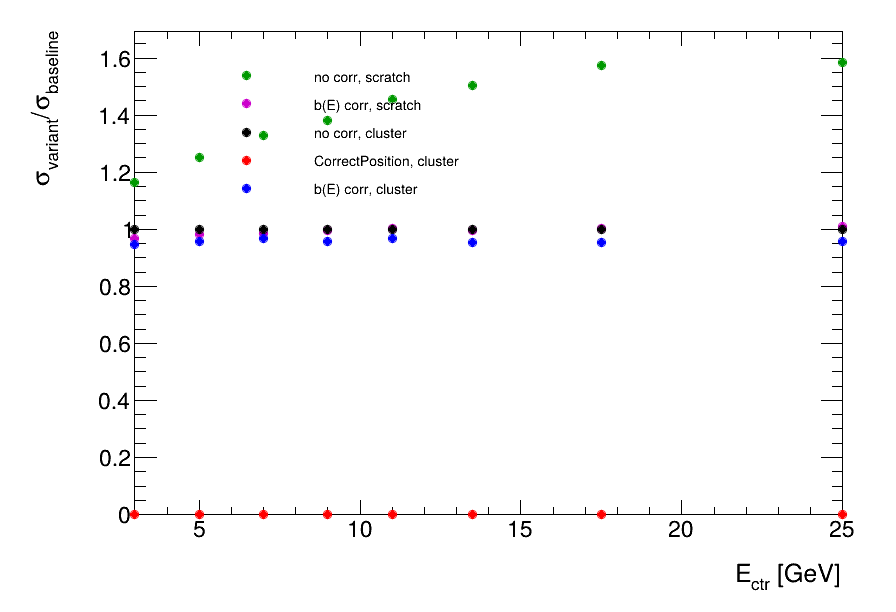 σvariant/σbaseline
1.6
1.4
1.2
1
0.8
0.6
0.4
0.2
0
no corr, scratch
b(E) corr, scratch
no corr, cluster
CorrectPosition, cluster
b(E) corr, cluster
5 10 15 20 25
Ectr [GeV]